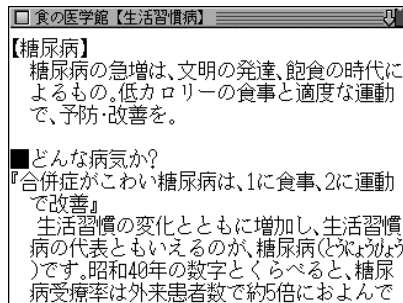 食の医学館【生活習慣病】
【糖尿病】
糖尿病の急増は、文明の発達、飽食の時代に
よるもの。低カロリーの食事と適度な運動
で、予防･改善を。
■どんな病気か?
『合併症がこわい糖尿病は、1に食事、2に運動
で改善』
生活習慣の変化とともに増加し、生活習慣
病の代表ともいえるのが、糖尿病(とうにょうびょう
)です。昭和40年の数字とくらべると、糖尿
病受療率は外来患者数で約5倍におよんで